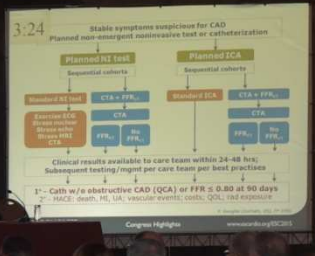 3:24
Stable symptoms suspicious for CAD
Planned non-emergent noninvasive test or catheterization
Planned NI test
Planned ICA
Sequential cohorts
Sequential cohorts
Standard NI test
CTA + FFRCT
Standard ICA
CTA + FFRCT
Exercise ECG
Stress nuclear
Stress echo
Stress MRI
CTA
CTA
CTA
FFRCT
No FFRCT
FFRCT
No FFRCT
Clinical results available to care team within 24-48 hrs;
Subsequent testing/mgmt per care team per best practises
1° - Cath w/o obstructive CAD (QCA) or FFR ≤ 0.80 at 90 days
2° - MACE: death, MI, UA; vascular events; costs; QOL; rad exposure
Congress Highlights